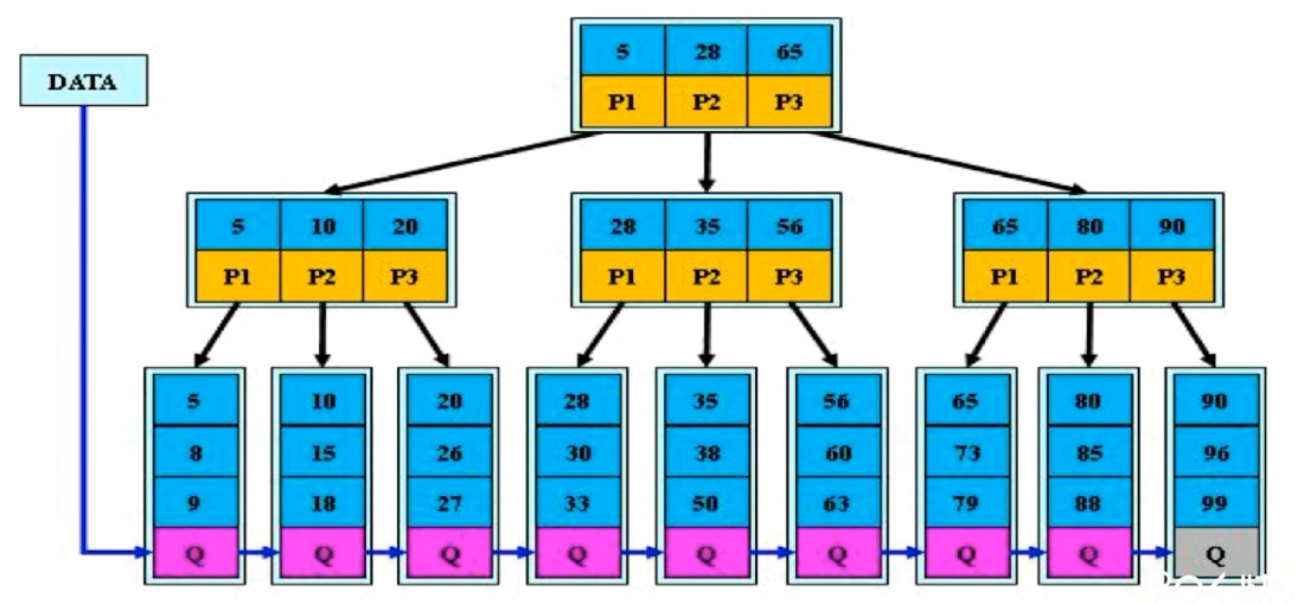 5 28 65
DATA
P1 P2 P3
5 10 20 28 35 56 65 80 90
P1 P2 P3 P1 P2 P3 P1 P2 P3
5 10 20 28 35 56 65 80 90
8 15 26 30 38 60 73 85 96
9 18 27 33 50 63 79 88 99
Q Q Q Q Q Q Q Q Q